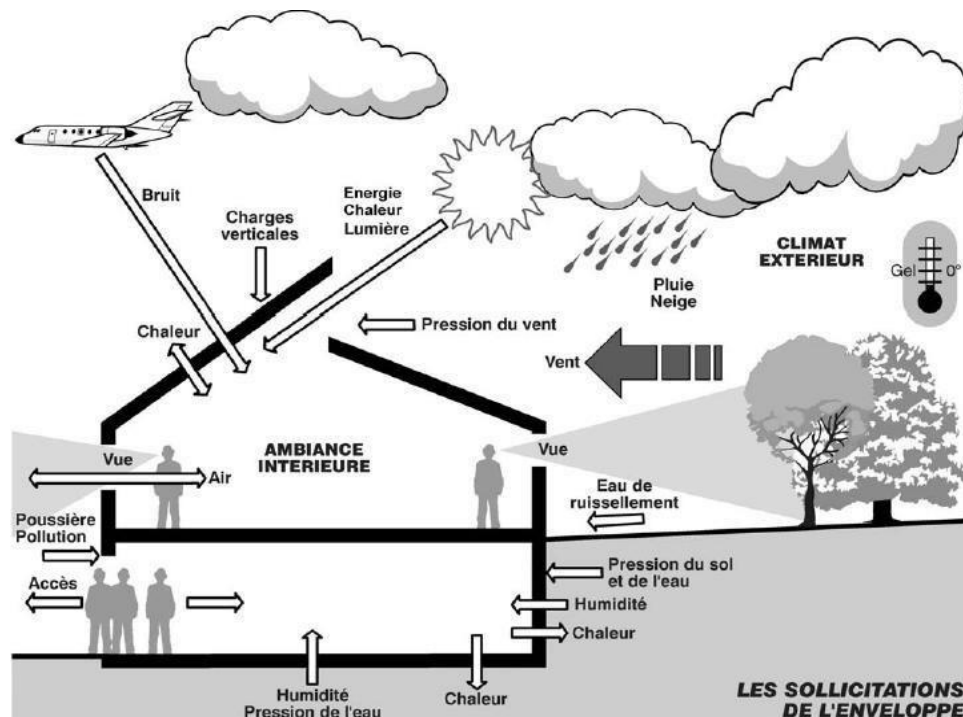 Bruit
Energie
Chaleur
Lumière
Charges
verticales
CLIMAT
EXTERIEUR
Gel
0°
Pluie
Neige
Chaleur
Pression du vent
Vent
Vue
AMBIANCE
INTERIEURE
Vue
Air
Eau de
ruissellement
Poussière
Pollution
Pression du sol
et de l'eau
Accès
Humidité
Chaleur
Humidité
Pression de l'eau
Chaleur
LES SOLLICITATIONS
DE L'ENVELOPPE